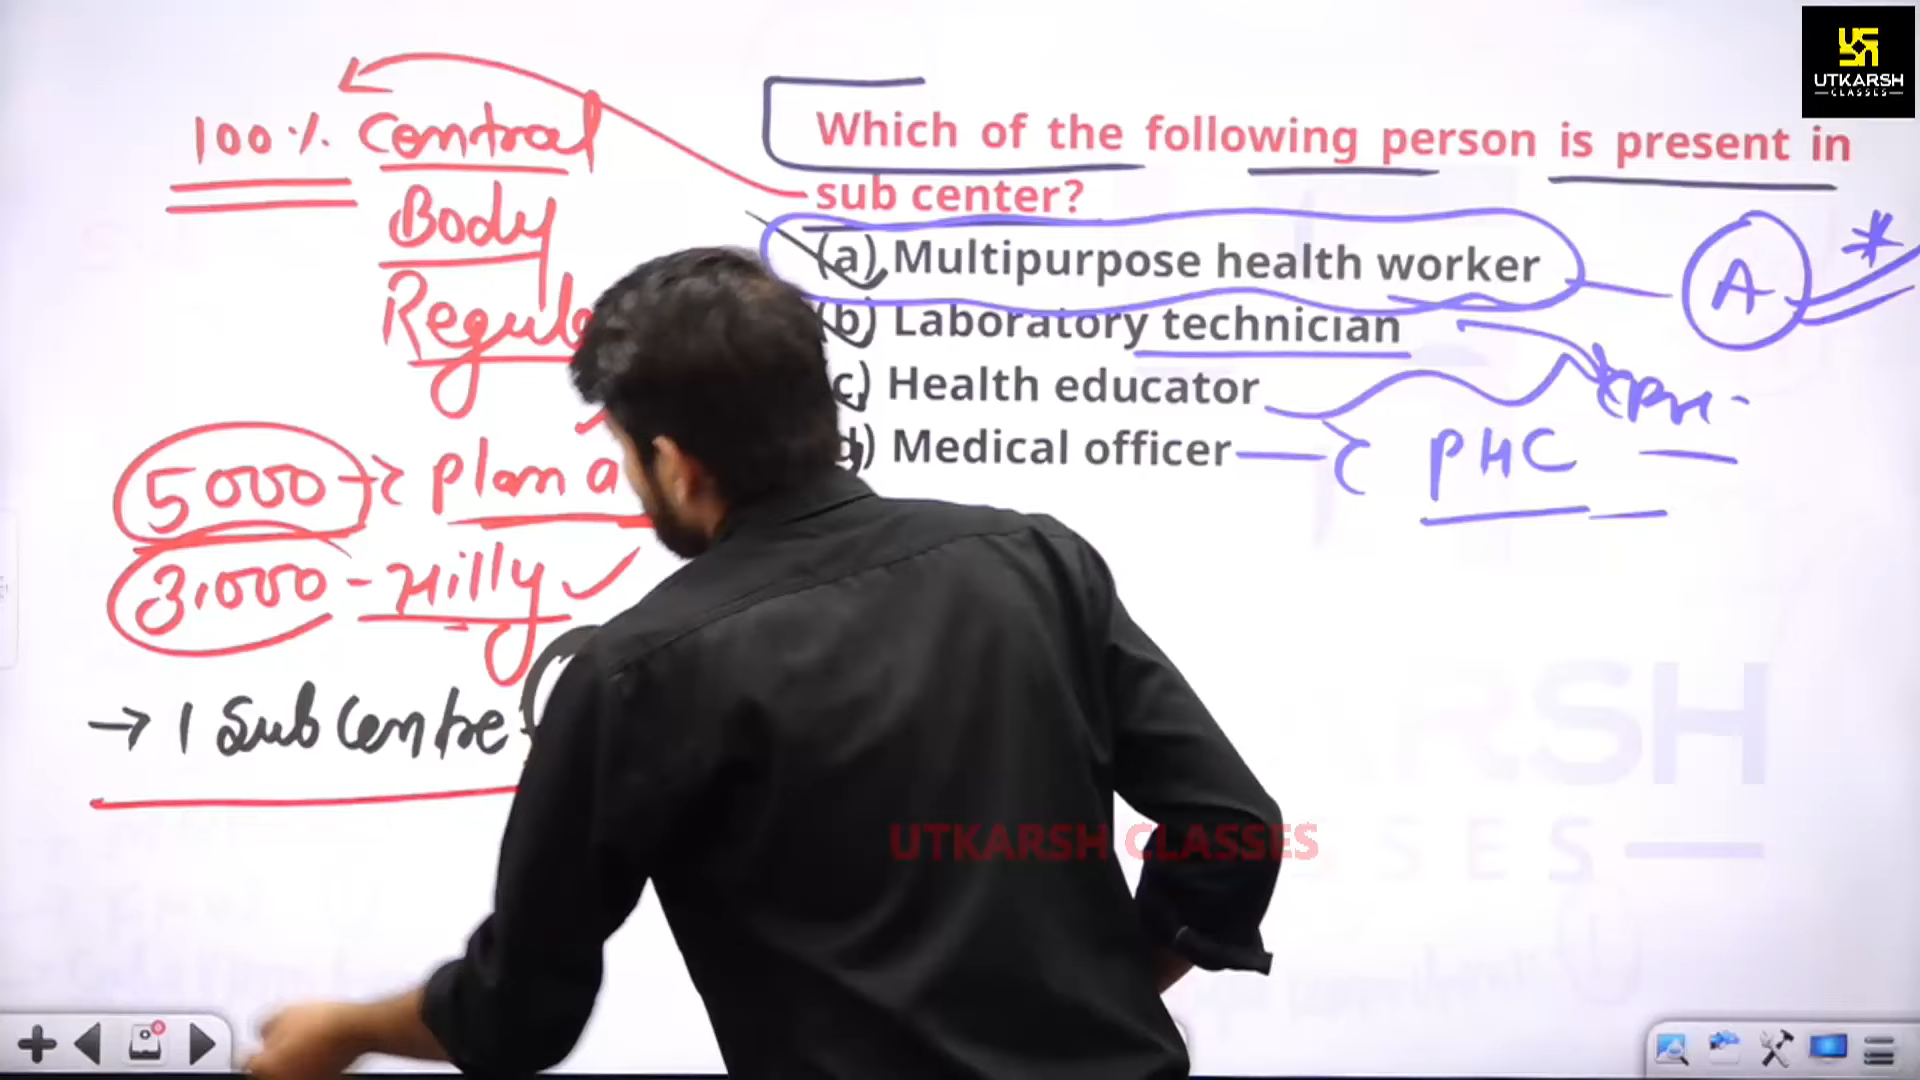 UTKARSH
CLASSES
Which of the following person is present in
sub center?
(a) Multipurpose health worker
(b) Laboratory technician
(c) Health educator
(d) Medical officer
A
PHC
100% Central
Body
5000 → Plan a
3,000 - Hilly
→ 1 Sub Centre
UTKARSH CLASSES